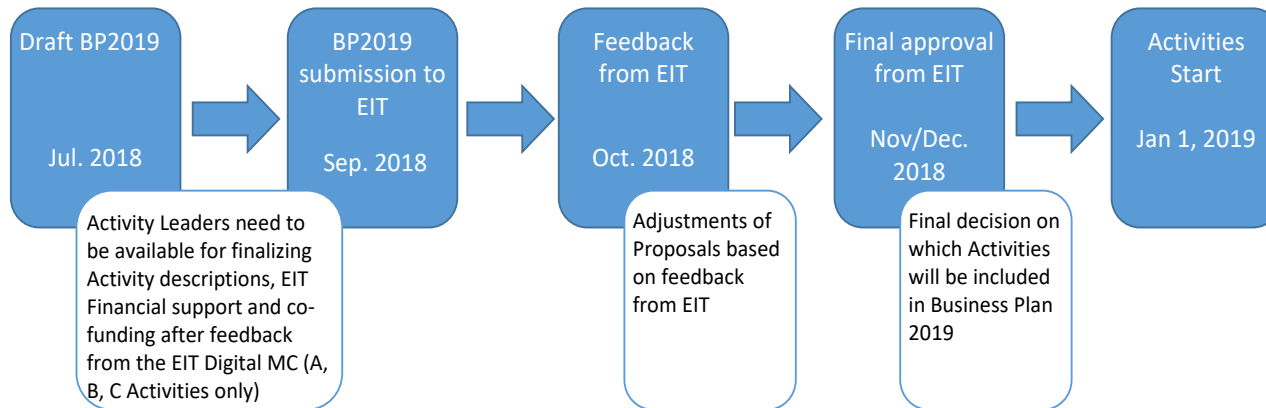 Draft BP2019
Jul. 2018
BP2019
submission to
EIT
Sep. 2018
Feedback
from EIT
Oct. 2018
Final approval
from EIT
Nov/Dec.
2018
Activities
Start
Jan 1, 2019
Activity Leaders need to
be available for finalizing
Activity descriptions, EIT
Financial support and co-
funding after feedback
from the EIT Digital MC (A,
B, C Activities only)
Adjustments of
Proposals based
on feedback
from EIT
Final decision on
which Activities
will be included
in Business Plan
2019